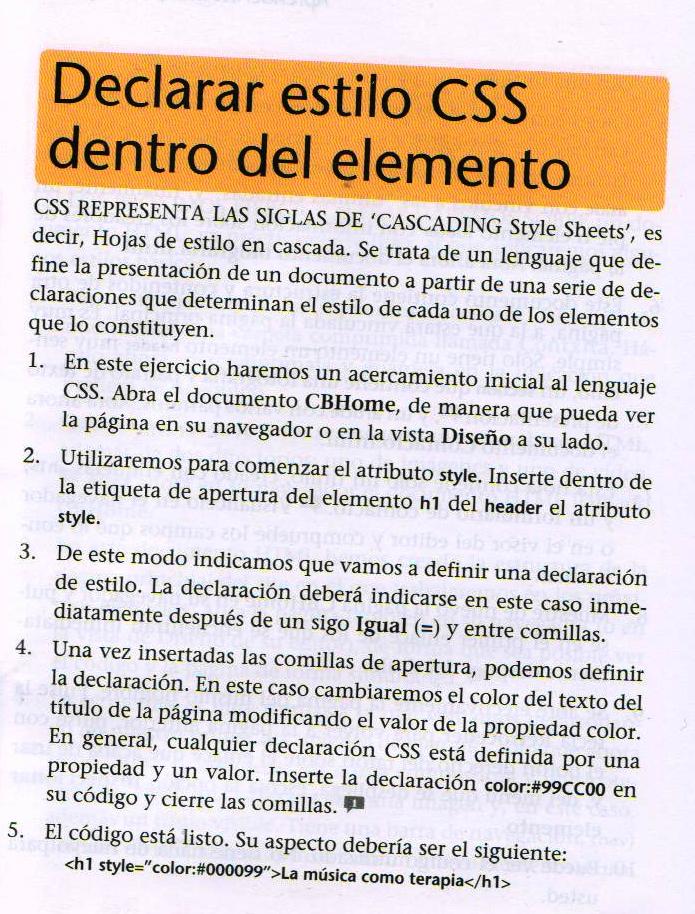 Declarar estilo CSS
dentro del elemento
CSS REPRESENTA LAS SIGLAS DE ‘CASCADING Style Sheets’, es
decir, Hojas de estilo en cascada. Se trata de un lenguaje que de-
fine la presentación de un documento a partir de una serie de de-
claraciones que determinan el estilo de cada uno de los elementos
que lo constituyen.
1. En este ejercicio haremos un acercamiento inicial al lenguaje
CSS. Abra el documento CBHome, de manera que pueda ver
la página en su navegador o en la vista Diseño a su lado.
2. Utilizaremos para comenzar el atributo style. Inserte dentro de
la etiqueta de apertura del elemento h1 del header el atributo
style.
3. De este modo indicamos que vamos a definir una declaración
de estilo. La declaración deberá indicarse en este caso inme-
diatamente después de un sigo Igual (=) y entre comillas.
4. Una vez insertadas las comillas de apertura, podemos definir
la declaración. En este caso cambiaremos el color del texto del
título de la página modificando el valor de la propiedad color.
En general, cualquier declaración CSS está definida por una
propiedad y un valor. Inserte la declaración color:#99CC00 en
su código y cierre las comillas.
5. El código está listo. Su aspecto debería ser el siguiente:
<h1 style=”color:#000099”>La música como terapia</h1>